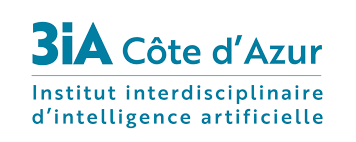 3iA Côte d'Azur
Institut interdisciplinaire
d'intelligence artificielle